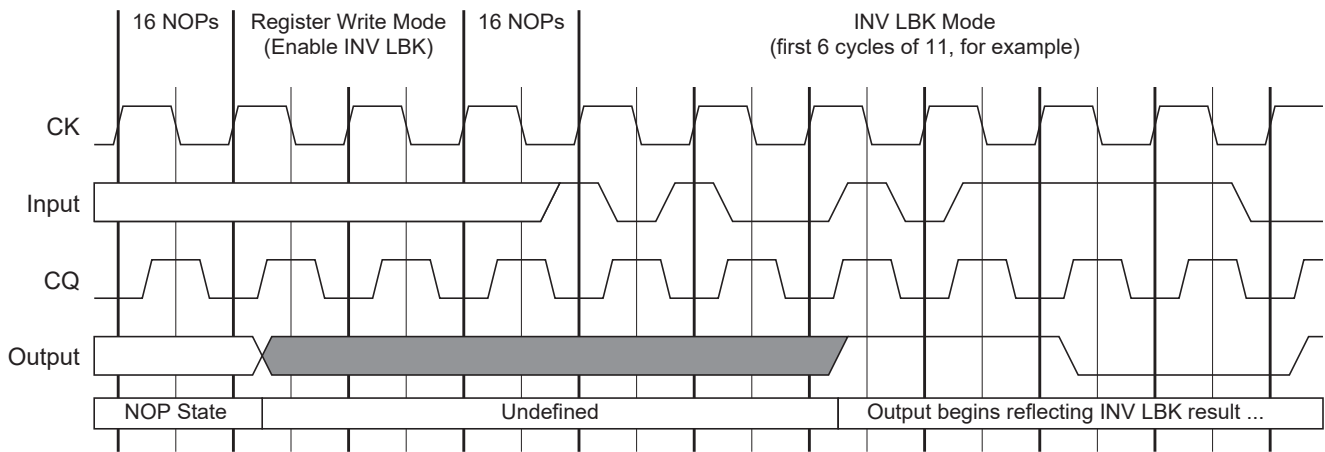 16 NOPs
Register Write Mode
(Enable INV LBK)
16 NOPs
INV LBK Mode
(first 6 cycles of 11, for example)
CK
Input
CQ
Output
NOP State
Undefined
Output begins reflecting INV LBK result ...